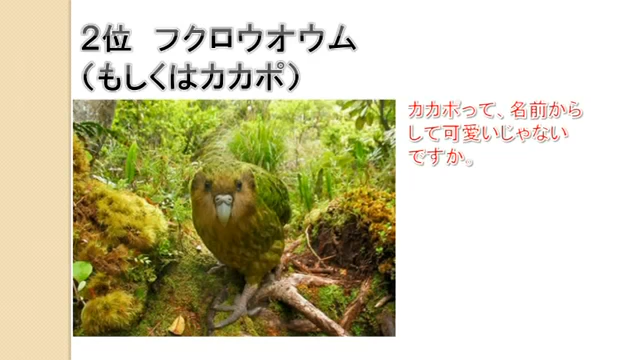 2位　フクロウオウム
（もしくはカカポ）
カカポって、名前から
して可愛いじゃない
ですか。